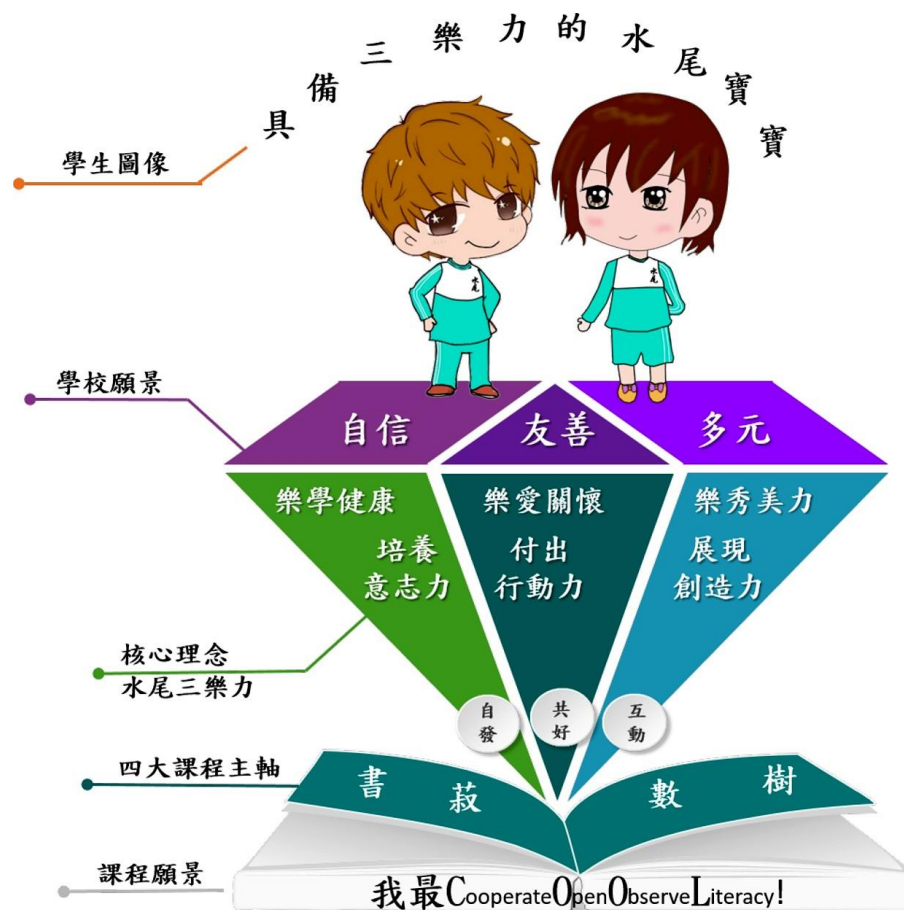 具備三樂力的水尾寶寶
學生圖像
水尾
水尾
學校願景
自信
友善
多元
樂學健康
培養
意志力
樂愛關懷
付出
行動力
樂秀美力
展現
創造力
核心理念
水尾三樂力
自發
共好
互動
四大課程主軸
書 菽 數 樹
課程願景
我最CooperateOpenObserveLiteracy!